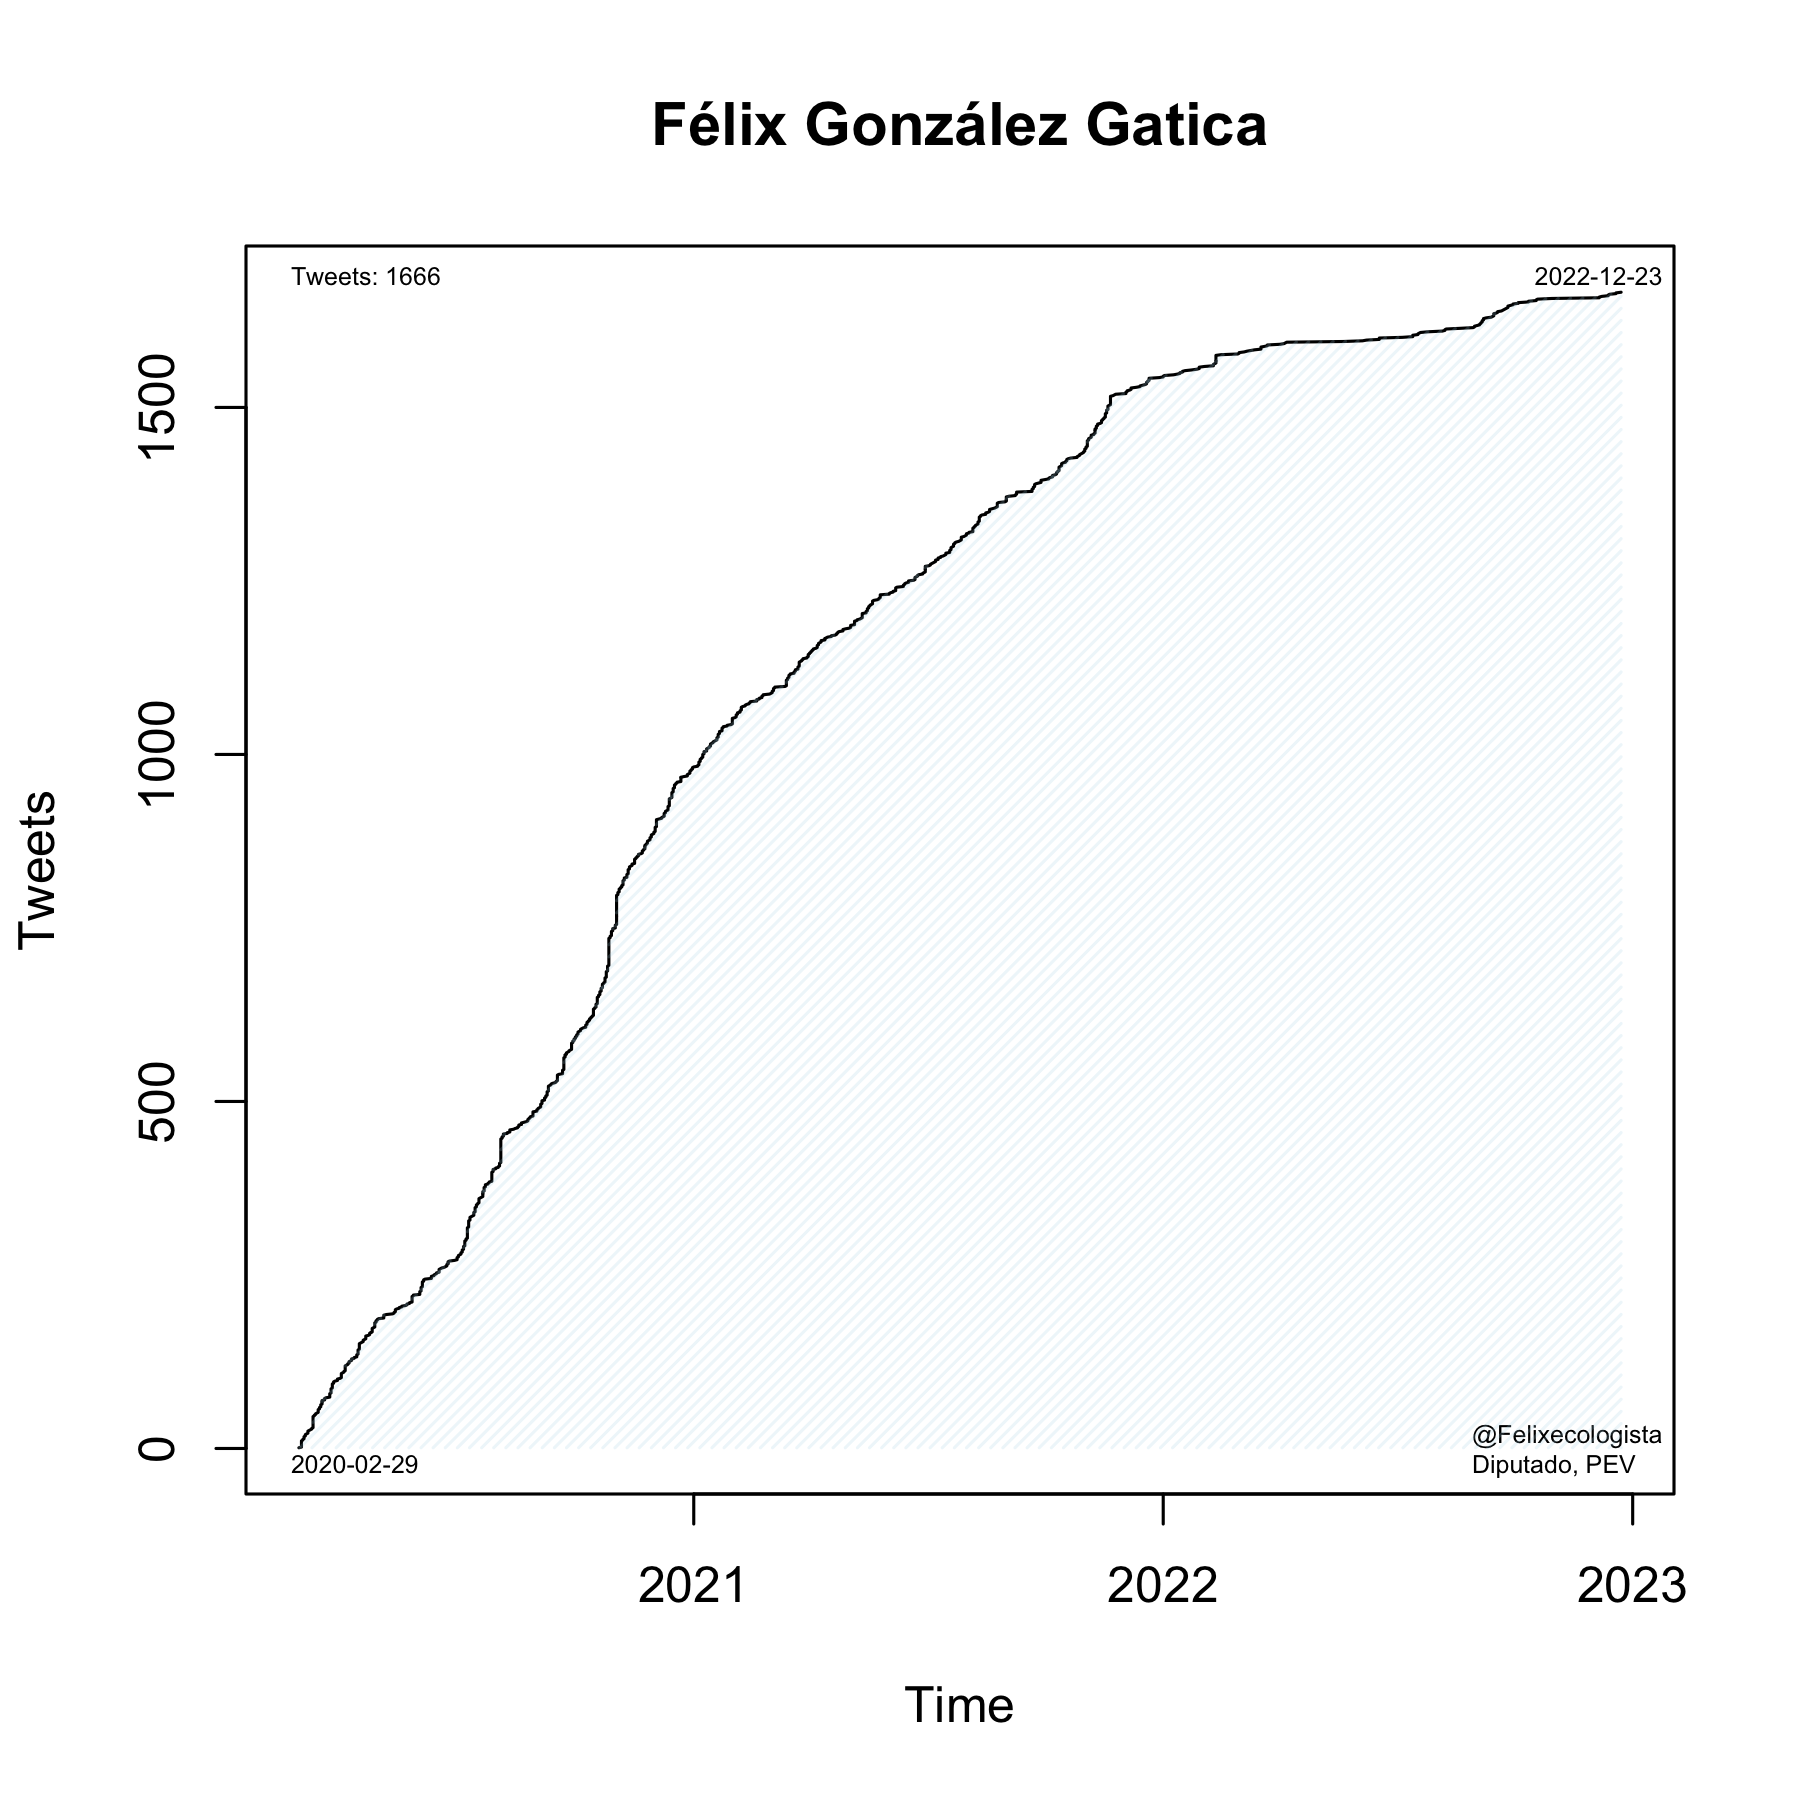 Félix González Gatica
Tweets: 1666
2022-12-23
1500
1000
500
0
Tweets
2020-02-29
@Felixecologista
Diputado, PEV
2021
2022
2023
Time